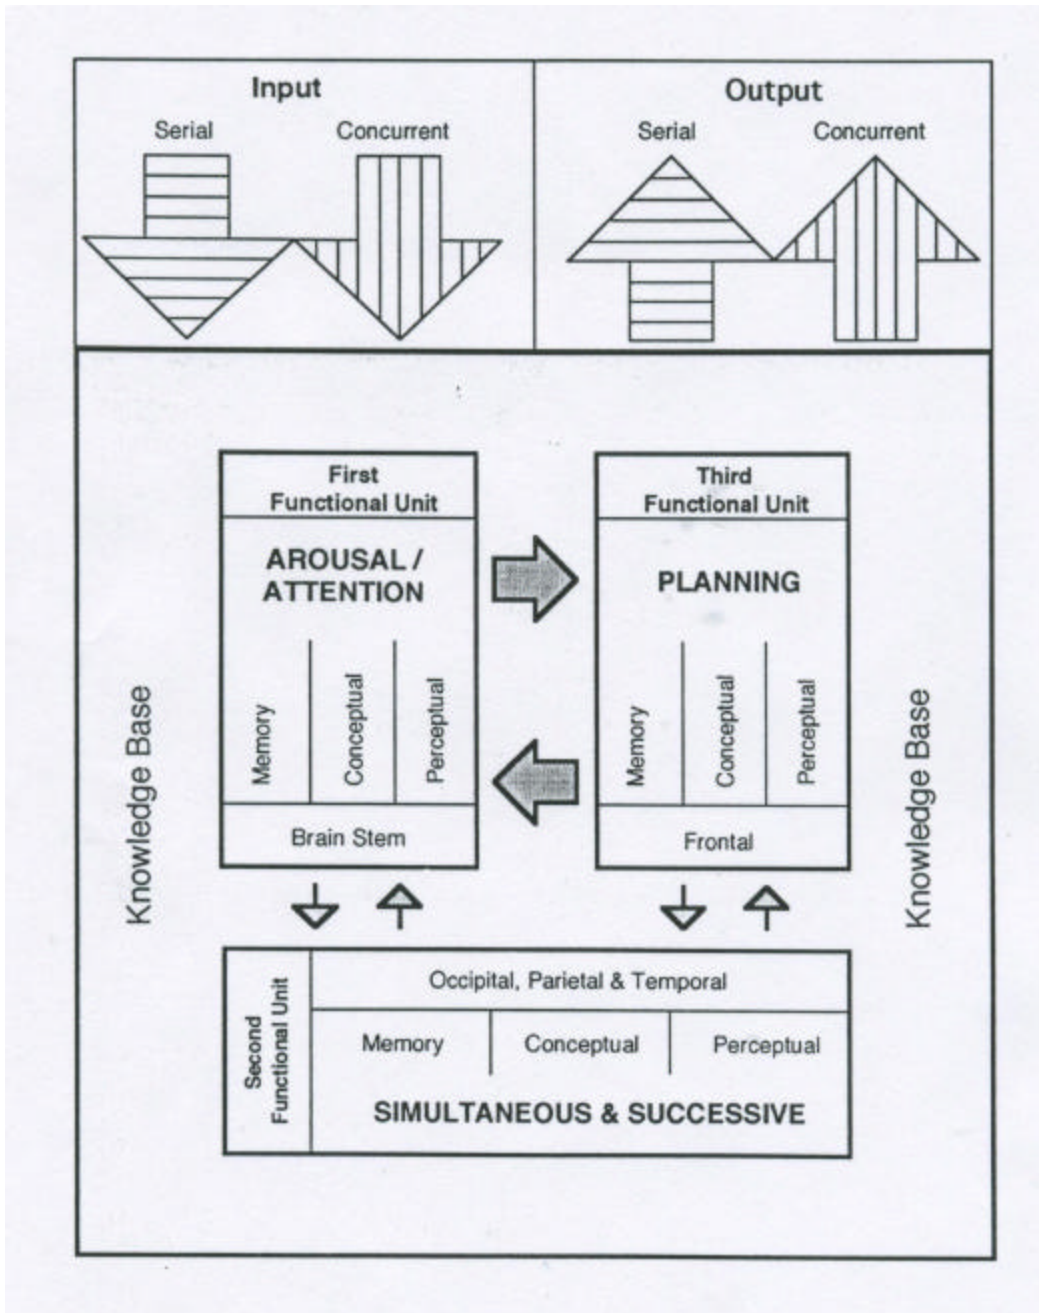 Input
Output
Serial
Concurrent
Serial
Concurrent
First
Functional Unit
AROUSAL /
ATTENTION
Memory
Conceptual
Perceptual
Brain Stem
Third
Functional Unit
PLANNING
Memory
Conceptual
Perceptual
Frontal
Knowledge Base
Knowledge Base
Second
Functional Unit
Occipital, Parietal & Temporal
Memory
Conceptual
Perceptual
SIMULTANEOUS & SUCCESSIVE